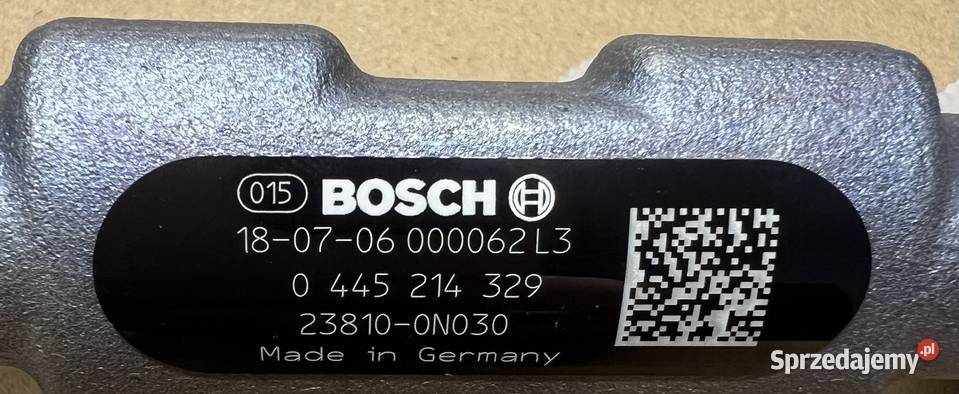 015 BOSCH
18-07-06 000062 L3
0 445 214 329
23810-0N030
Made in Germany
Sprzedajemy.pl